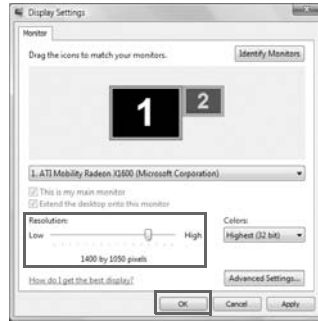 Display Settings
Monitor
Drag the icons to match your monitors.
Identify Monitors
1
2
1. ATI Mobility Radeon X1600 (Microsoft Corporation)
This is my main monitor
Extend the desktop onto this monitor
Resolution:
Colors:
Low
High
Highest (32 bit)
1400 by 1050 pixels
How do I get the best display?
Advanced Settings...
OK
Cancel
Apply